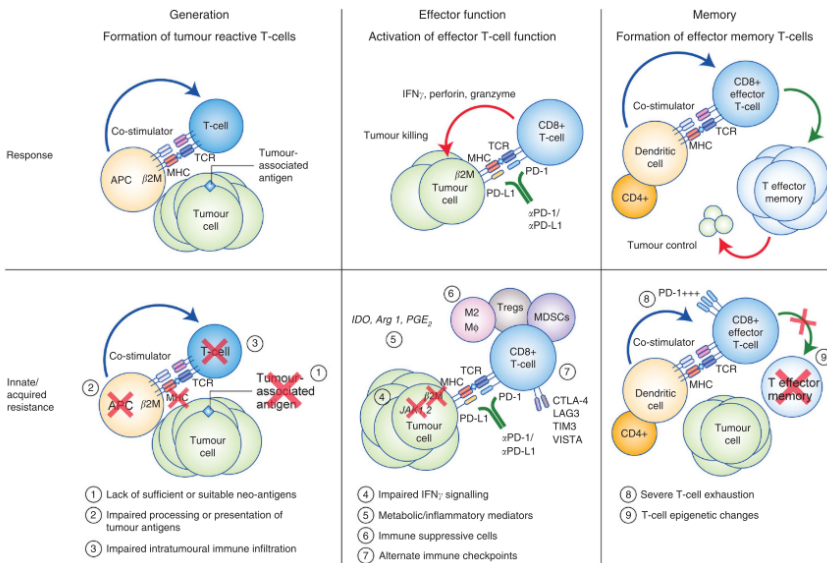 Generation
Formation of tumour reactive T-cells
Effector function
Activation of effector T-cell function
Memory
Formation of effector memory T-cells
Response
Co-stimulator
T-cell
TCR
MHC
β2M
APC
Tumour-
associated
antigen
Tumour
cell
IFNγ, perforin, granzyme
Tumour killing
CD8+
T-cell
TCR
MHC
β2M
Tumour
cell
PD-1
PD-L1
αPD-1/
αPD-L1
CD8+
effector
T-cell
Co-stimulator
MHC
Dendritic
cell
CD4+
T effector
memory
Tumour control
Innate/
acquired
resistance
Co-stimulator
T-cell
3
1
2
TCR
MHC
β2M
APC
Tumour-
associated
antigen
Tumour
cell
1 Lack of sufficient or suitable neo-antigens
2 Impaired processing or presentation of
tumour antigens
3 Impaired intratumoural immune infiltration
IDO, Arg 1, PGE2
5
6
M2
Mφ
Tregs
MDSCs
CD8+
T-cell
7
TCR
MHC
4
β2M
JAK1,2
Tumour
cell
PD-1
PD-L1
αPD-1/
αPD-L1
CTLA-4
LAG3
TIM3
VISTA
4 Impaired IFNγ signalling
5 Metabolic/inflammatory mediators
6 Immune suppressive cells
7 Alternate immune checkpoints
8
PD-1+++
CD8+
effector
T-cell
Co-stimulator
MHC
9
Dendritic
cell
CD4+
T effector
memory
Tumour
cell
8 Severe T-cell exhaustion
9 T-cell epigenetic changes